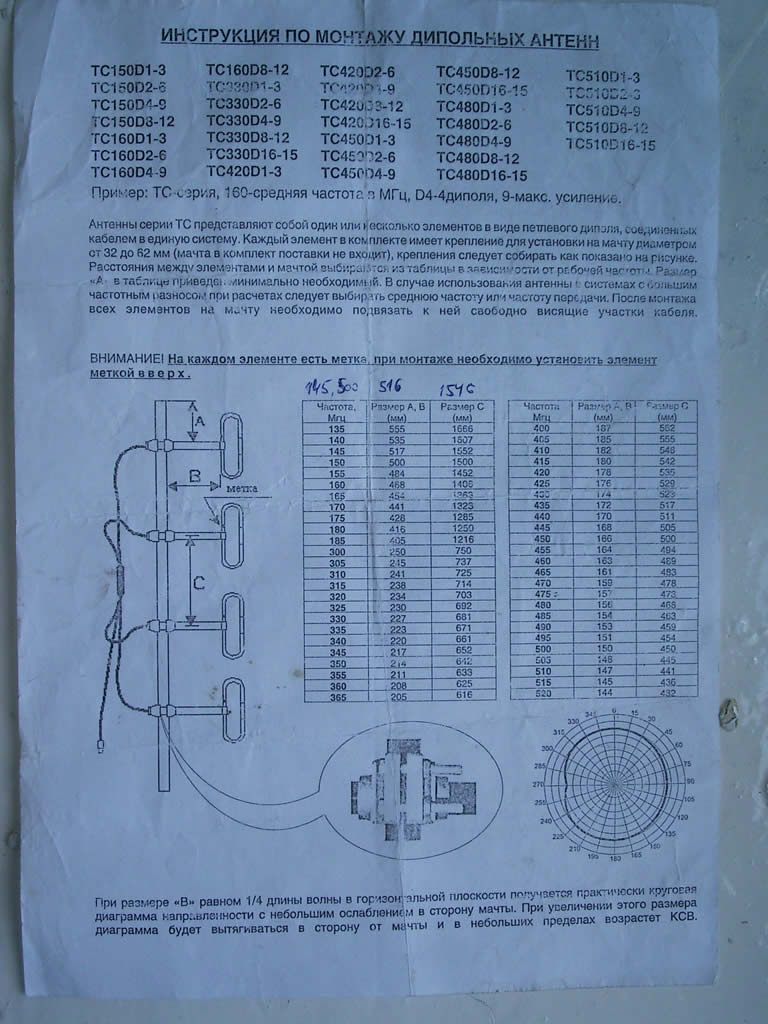 ИНСТРУКЦИЯ ПО МОНТАЖУ ДИПОЛЬНЫХ АНТЕНН
TC150D1-3 TC160D8-12 TC420D2-6 TC450D8-12 TC510D1-3
TC150D2-6 TC330D1-3 TC420D4-9 TC450D16-15 TC510D2-6
TC150D4-9 TC330D2-6 TC420D8-12 TC480D1-3 TC510D4-9
TC150D8-12 TC330D4-9 TC420D16-15 TC480D2-6 TC510D8-12
TC160D1-3 TC330D8-12 TC450D1-3 TC480D4-9 TC510D16-15
TC160D2-6 TC330D16-15 TC450D2-6 TC480D8-12
TC160D4-9 TC420D1-3 TC450D4-9 TC480D16-15
Пример: ТС-серия, 160-средняя частота в МГц, D4-4диполя, 9-макс. усиление.
Антенны серии ТС представляют собой один или несколько элементов в виде петлевого диполя, соединенных
кабелем в единую систему. Каждый элемент в комплекте имеет крепление для установки на мачту диаметром
от 32 до 62 мм (мачта в комплект поставки не входит), крепления следует собирать как показано на рисунке.
Расстояния между элементами и мачтой выбираются из таблицы в зависимости от рабочей частоты. Размер
«А» в таблице приведен минимально необходимый. В случае использования антенны в системах с большим
частотным разносом при расчетах следует выбирать среднюю частоту или частоту передачи. После монтажа
всех элементов на мачту необходимо подвязать к ней свободно висящие участки кабеля.
ВНИМАНИЕ! На каждом элементе есть метка, при монтаже необходимо установить элемент
меткой вверх.
145,500 516 1546
A
B
метка
C
Частота, Мгц Размер А, В (мм) Размер С (мм)
135 555 1666
140 535 1607
145 517 1552
150 500 1500
155 484 1452
160 468 1406
165 454 1363
170 441 1323
175 428 1285
180 416 1250
185 405 1216
300 250 750
305 245 737
310 241 725
315 238 714
320 234 703
325 230 692
330 227 681
335 223 671
340 220 661
345 217 652
350 214 642
355 211 633
360 208 625
365 205 616
Частота Мгц Размер А, В (мм) Размер С (мм)
400 187 562
405 185 555
410 182 548
415 180 542
420 178 535
425 176 529
430 174 523
435 172 517
440 170 511
445 168 505
450 166 500
455 164 494
460 163 489
465 161 483
470 159 478
475 157 473
480 156 468
485 154 463
490 153 459
495 151 454
500 150 450
505 148 445
510 147 441
515 145 436
520 144 432
0 15 30 45 60 75 90 105 120 135 150 165 180 195 210 225 240 255 270 285 300 315 330 345
При размере «В» равном 1/4 длины волны в горизонтальной плоскости получается практически круговая
диаграмма направленности с небольшим ослаблением в сторону мачты. При увеличении этого размера
диаграмма будет вытягиваться в сторону от мачты и в небольших пределах возрастет КСВ.